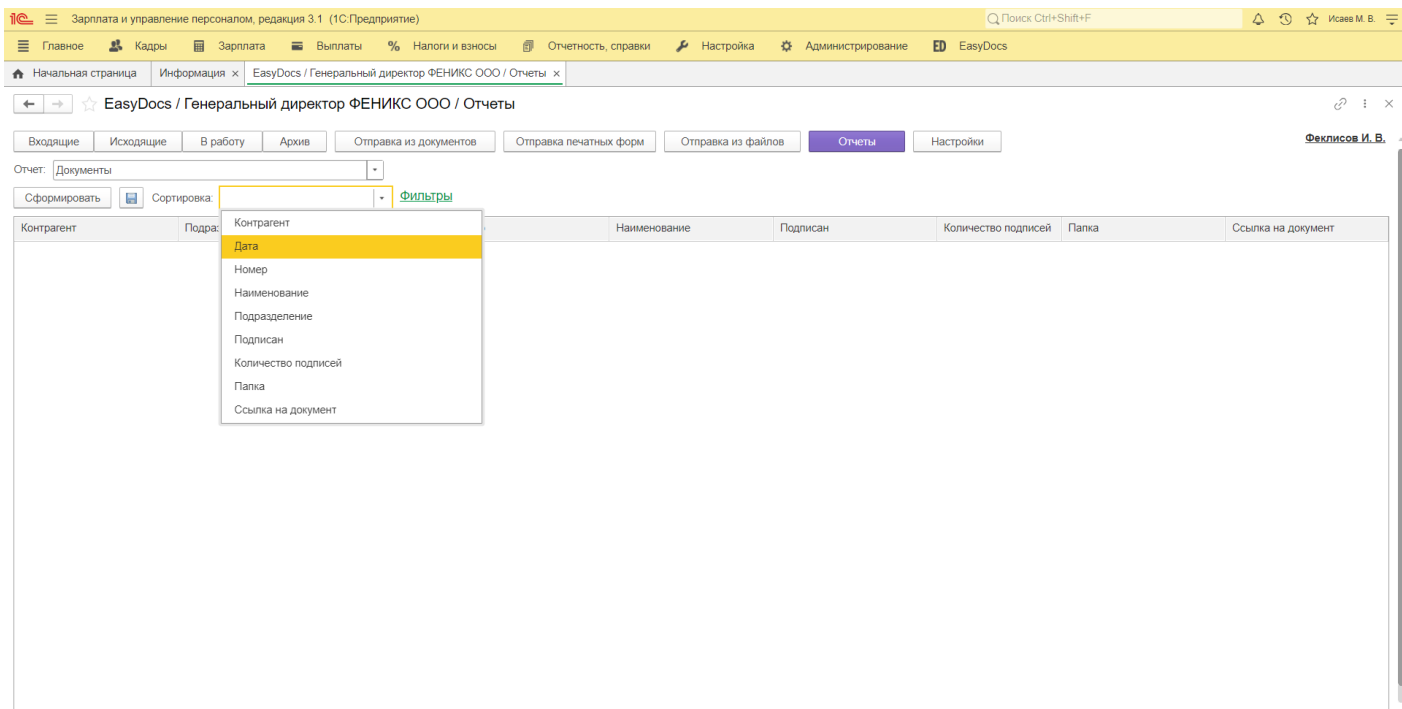 1С Зарплата и управление персоналом, редакция 3.1 (1С:Предприятие) Поиск Ctrl+Shift+F Исаев М. В.
Главное Кадры Зарплата Выплаты % Налоги и взносы Отчетность, справки Настройка Администрирование ED EasyDocs
Начальная страница Информация × EasyDocs / Генеральный директор ФЕНИКС ООО / Отчеты ×
EasyDocs / Генеральный директор ФЕНИКС ООО / Отчеты
Входящие Исходящие В работу Архив Отправка из документов Отправка печатных форм Отправка из файлов Отчеты Настройки Феклисов И. В.
Отчет: Документы
Сформировать Сортировка: Фильтры
Контрагент Подра Наименование Подписан Количество подписей Папка Ссылка на документ
Контрагент
Дата
Номер
Наименование
Подразделение
Подписан
Количество подписей
Папка
Ссылка на документ